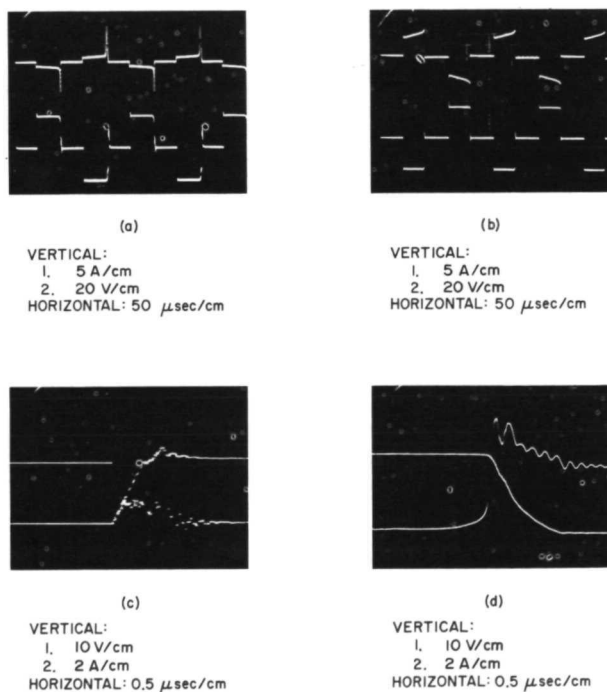 (a)
VERTICAL:
1. 5 A/cm
2. 20 V/cm
HORIZONTAL: 50 μsec/cm
(b)
VERTICAL:
1. 5 A/cm
2. 20 V/cm
HORIZONTAL: 50 μsec/cm
(c)
VERTICAL:
1. 10 V/cm
2. 2 A/cm
HORIZONTAL: 0.5 μsec/cm
(d)
VERTICAL:
1. 10 V/cm
2. 2 A/cm
HORIZONTAL: 0.5 μsec/cm